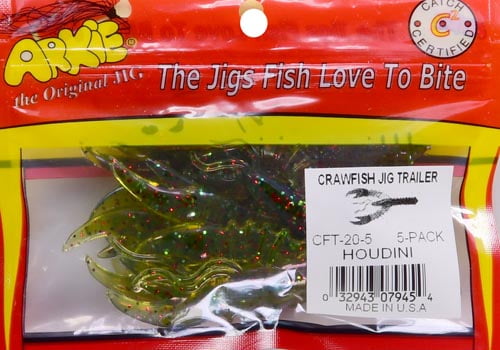 ARKIE
the Original JIG.
The Jigs Fish Love To Bite
CATCH
C
CERTIFIED
CRAWFISH JIG TRAILER
CFT-20-5 5-PACK
HOUDINI
0 32943 07945 4
MADE IN U.S.A